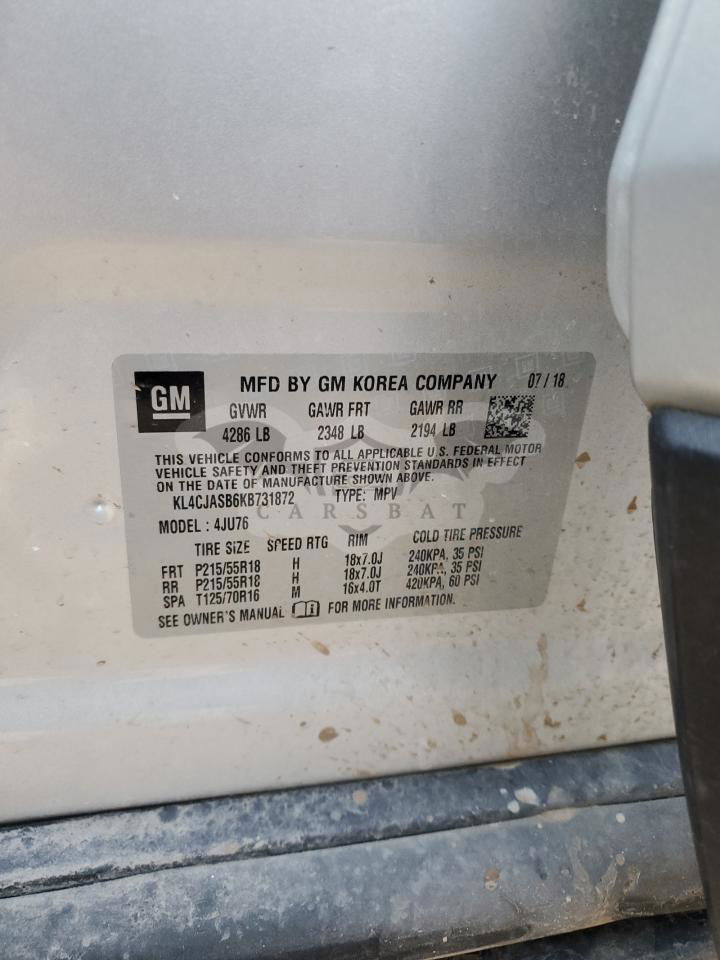 GM
MFD BY GM KOREA COMPANY 07/18
GVWR GAWR FRT GAWR RR
4286 LB 2348 LB 2194 LB
THIS VEHICLE CONFORMS TO ALL APPLICABLE U.S. FEDERAL MOTOR
VEHICLE SAFETY AND THEFT PREVENTION STANDARDS IN EFFECT
ON THE DATE OF MANUFACTURE SHOWN ABOVE.
KL4CJASB6KB731872 TYPE: MPV
CARSBAT
MODEL : 4JU76
TIRE SIZE SPEED RTG RIM COLD TIRE PRESSURE
FRT P215/55R18 H 18x7.0J 240KPA, 35 PSI
RR P215/55R18 H 18x7.0J 240KPA, 35 PSI
SPA T125/70R16 M 16x4.0T 420KPA, 60 PSI
SEE OWNER'S MANUAL FOR MORE INFORMATION.